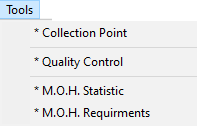 Tools
* Collection Point
* Quality Control
* M.O.H. Statistic
* M.O.H. Requirments